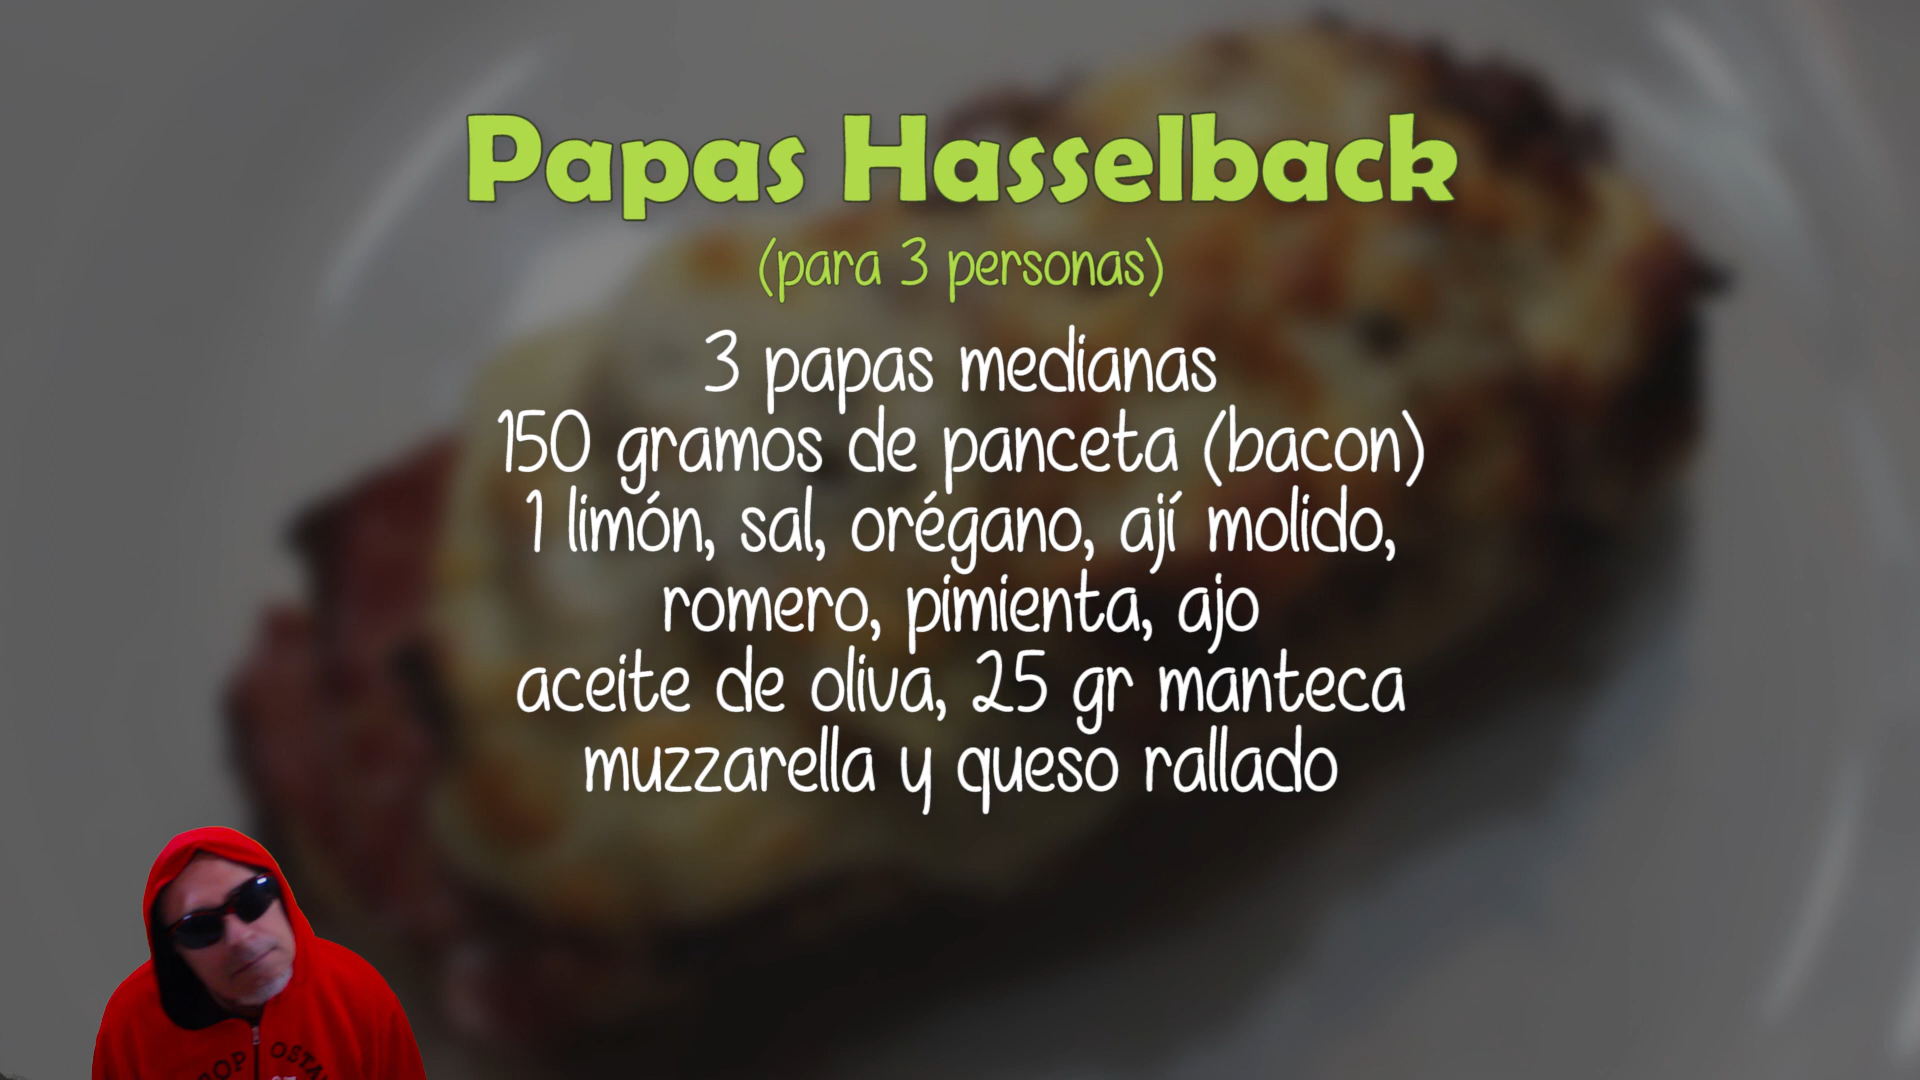 Papas Hasselback
(para 3 personas)
3 papas medianas
150 gramos de panceta (bacon)
1 limón, sal, orégano, ají molido,
romero, pimienta, ajo
aceite de oliva, 25 gr manteca
muzzarella y queso rallado